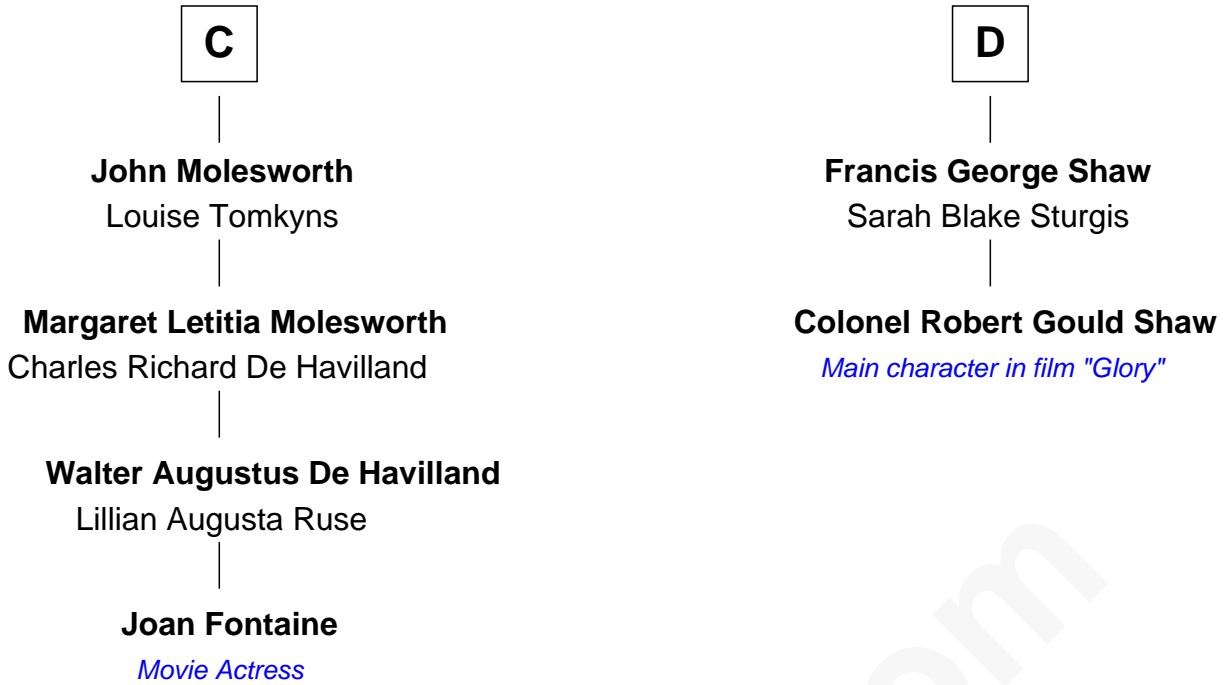 C
John Molesworth
Louise Tomkyns
Margaret Letitia Molesworth
Charles Richard De Havilland
Walter Augustus De Havilland
Lillian Augusta Ruse
Joan Fontaine
Movie Actress
D
Francis George Shaw
Sarah Blake Sturgis
Colonel Robert Gould Shaw
Main character in film "Glory"
om